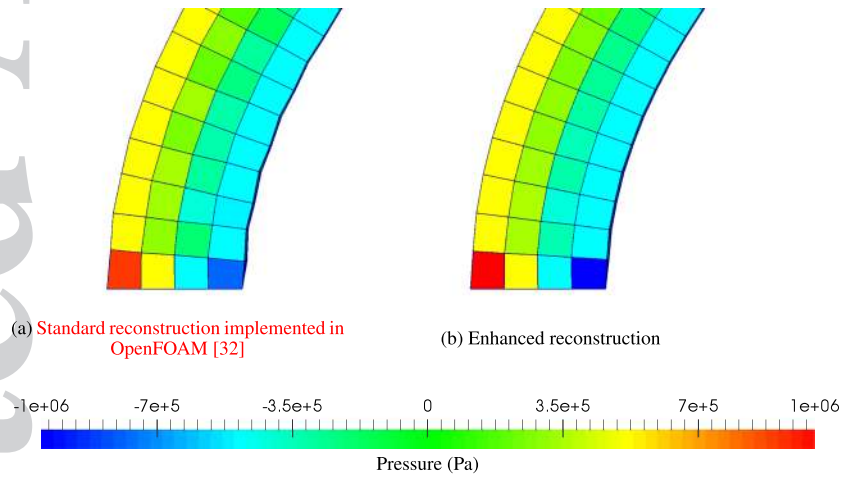 (a) Standard reconstruction implemented in
OpenFOAM [32]
(b) Enhanced reconstruction
-1e+06 -7e+5 -3.5e+5 0 3.5e+5 7e+5 1e+06
Pressure (Pa)